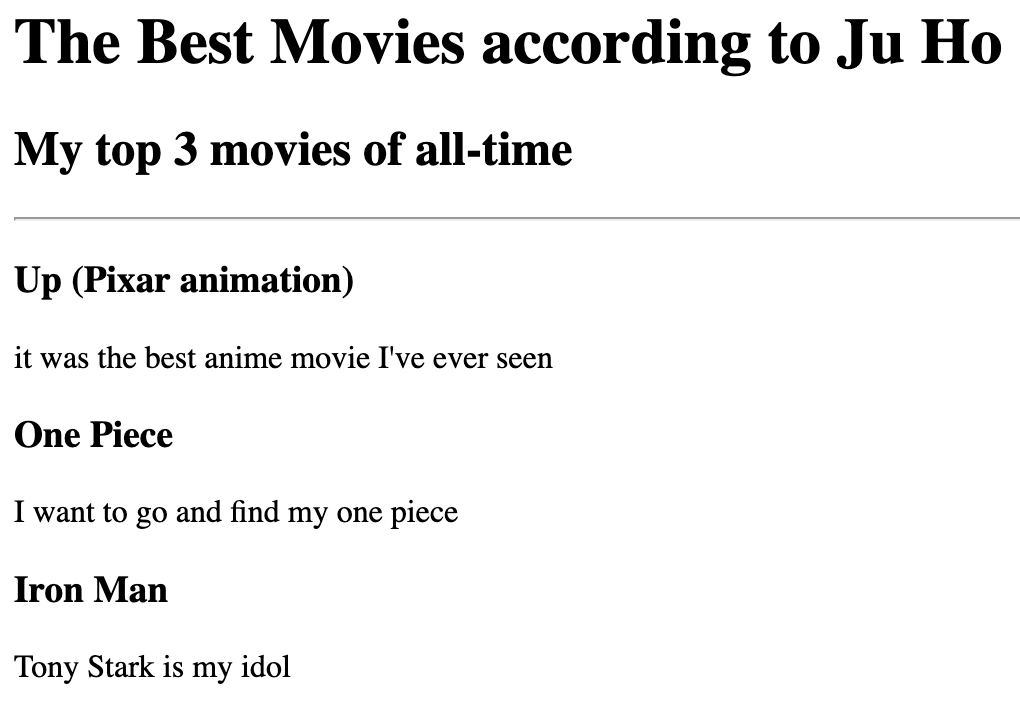 The Best Movies according to Ju Ho
My top 3 movies of all-time
Up (Pixar animation)
it was the best anime movie I've ever seen
One Piece
I want to go and find my one piece
Iron Man
Tony Stark is my idol